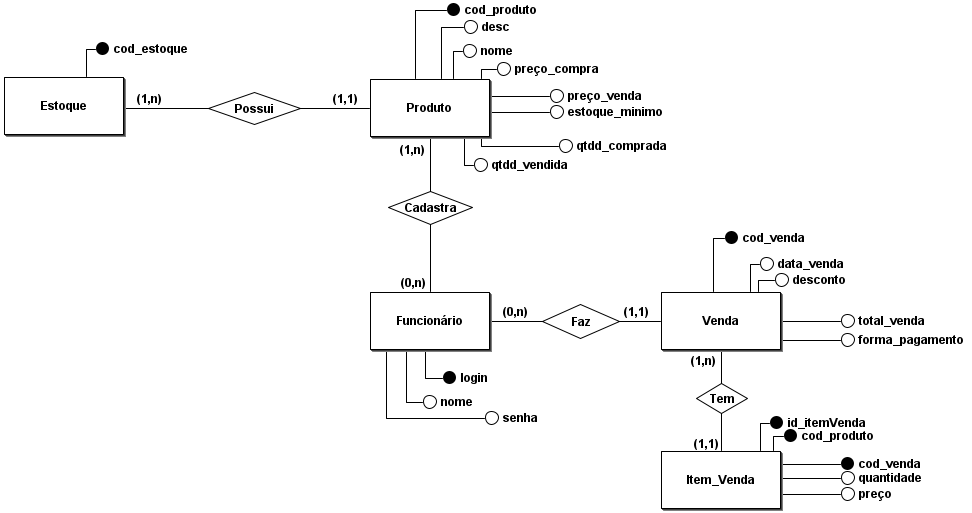 cod_produto
desc
nome
preço_compra
preço_venda
estoque_minimo
qtdd_comprada
qtdd_vendida
cod_estoque
Estoque
(1,n)
Possui
(1,1)
Produto
(1,n)
Cadastra
(0,n)
Funcionário
(0,n)
Faz
(1,1)
Venda
cod_venda
data_venda
desconto
total_venda
forma_pagamento
login
nome
senha
(1,n)
Tem
(1,1)
Item_Venda
id_itemVenda
cod_produto
cod_venda
quantidade
preço